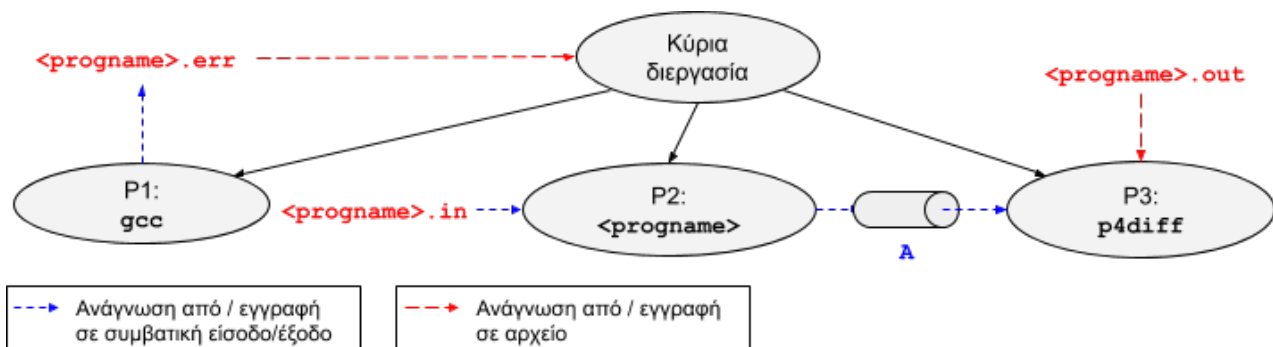 Κύρια
διεργασία
<progname>.err
<progname>.out
P1:
gcc
<progname>.in
P2:
<progname>
P3:
p4diff
A
Ανάγνωση από / εγγραφή
σε συμβατική είσοδο/έξοδο
Ανάγνωση από / εγγραφή
σε αρχείο